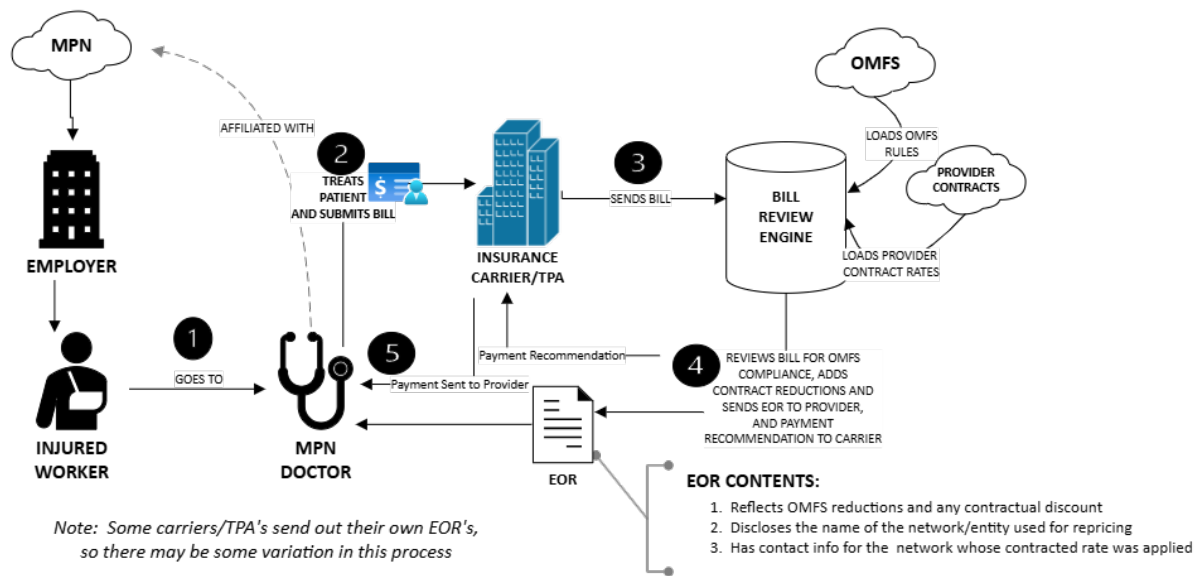 MPN
OMFS
AFFILIATED WITH
LOADS OMFS
RULES
2
TREATS
PATIENT
AND SUBMITS BILL
$
3
SENDS BILL
PROVIDER
CONTRACTS
BILL
REVIEW
ENGINE
EMPLOYER
INSURANCE
CARRIER/TPA
LOADS PROVIDER
CONTRACT RATES
1
GOES TO
5
Payment Recommendation
Payment Sent to Provider
4
REVIEWS BILL FOR OMFS
COMPLIANCE, ADDS
CONTRACT REDUCTIONS AND
SENDS EOR TO PROVIDER,
AND PAYMENT
RECOMMENDATION TO CARRIER
INJURED
WORKER
MPN
DOCTOR
EOR
EOR CONTENTS:
1. Reflects OMFS reductions and any contractual discount
2. Discloses the name of the network/entity used for repricing
3. Has contact info for the network whose contracted rate was applied
Note: Some carriers/TPA's send out their own EOR's,
so there may be some variation in this process